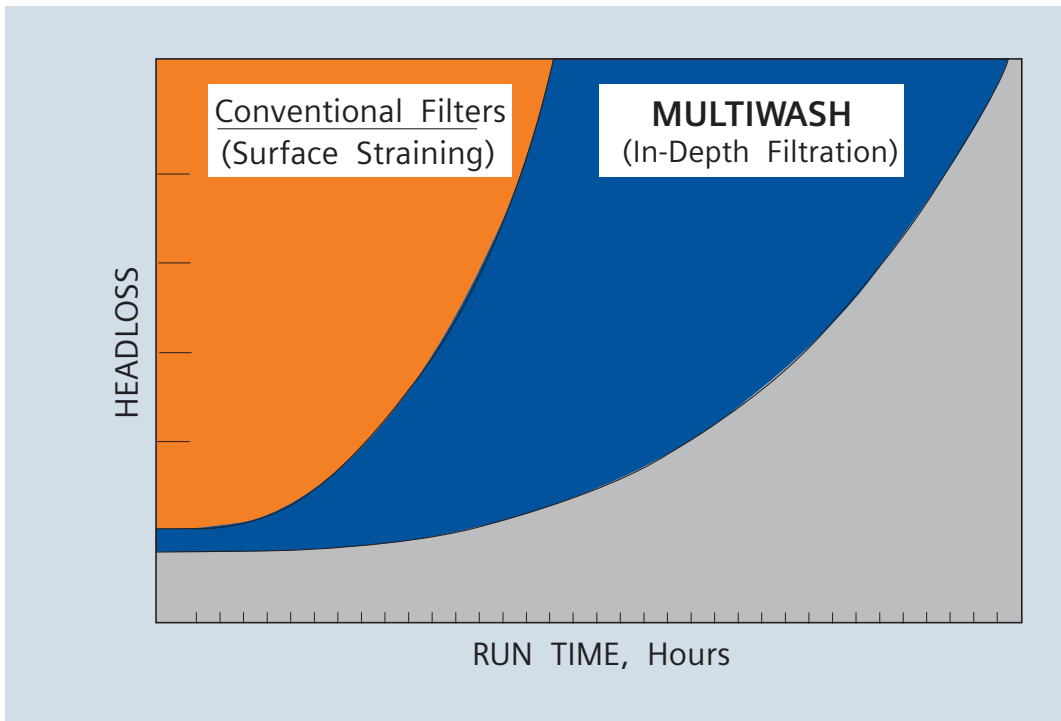 Conventional Filters
(Surface Straining)
MULTIWASH
(In-Depth Filtration)
HEADLOSS
RUN TIME, Hours